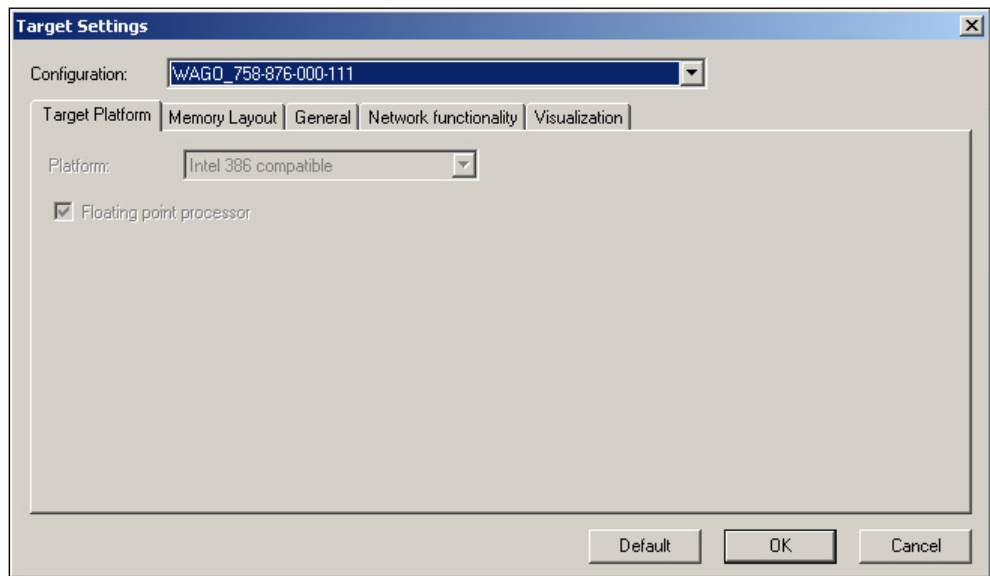 Target Settings
Configuration: WAGO_758-876-000-111
Target Platform Memory Layout General Network functionality Visualization
Platform: Intel 386 compatible
Floating point processor
Default OK Cancel